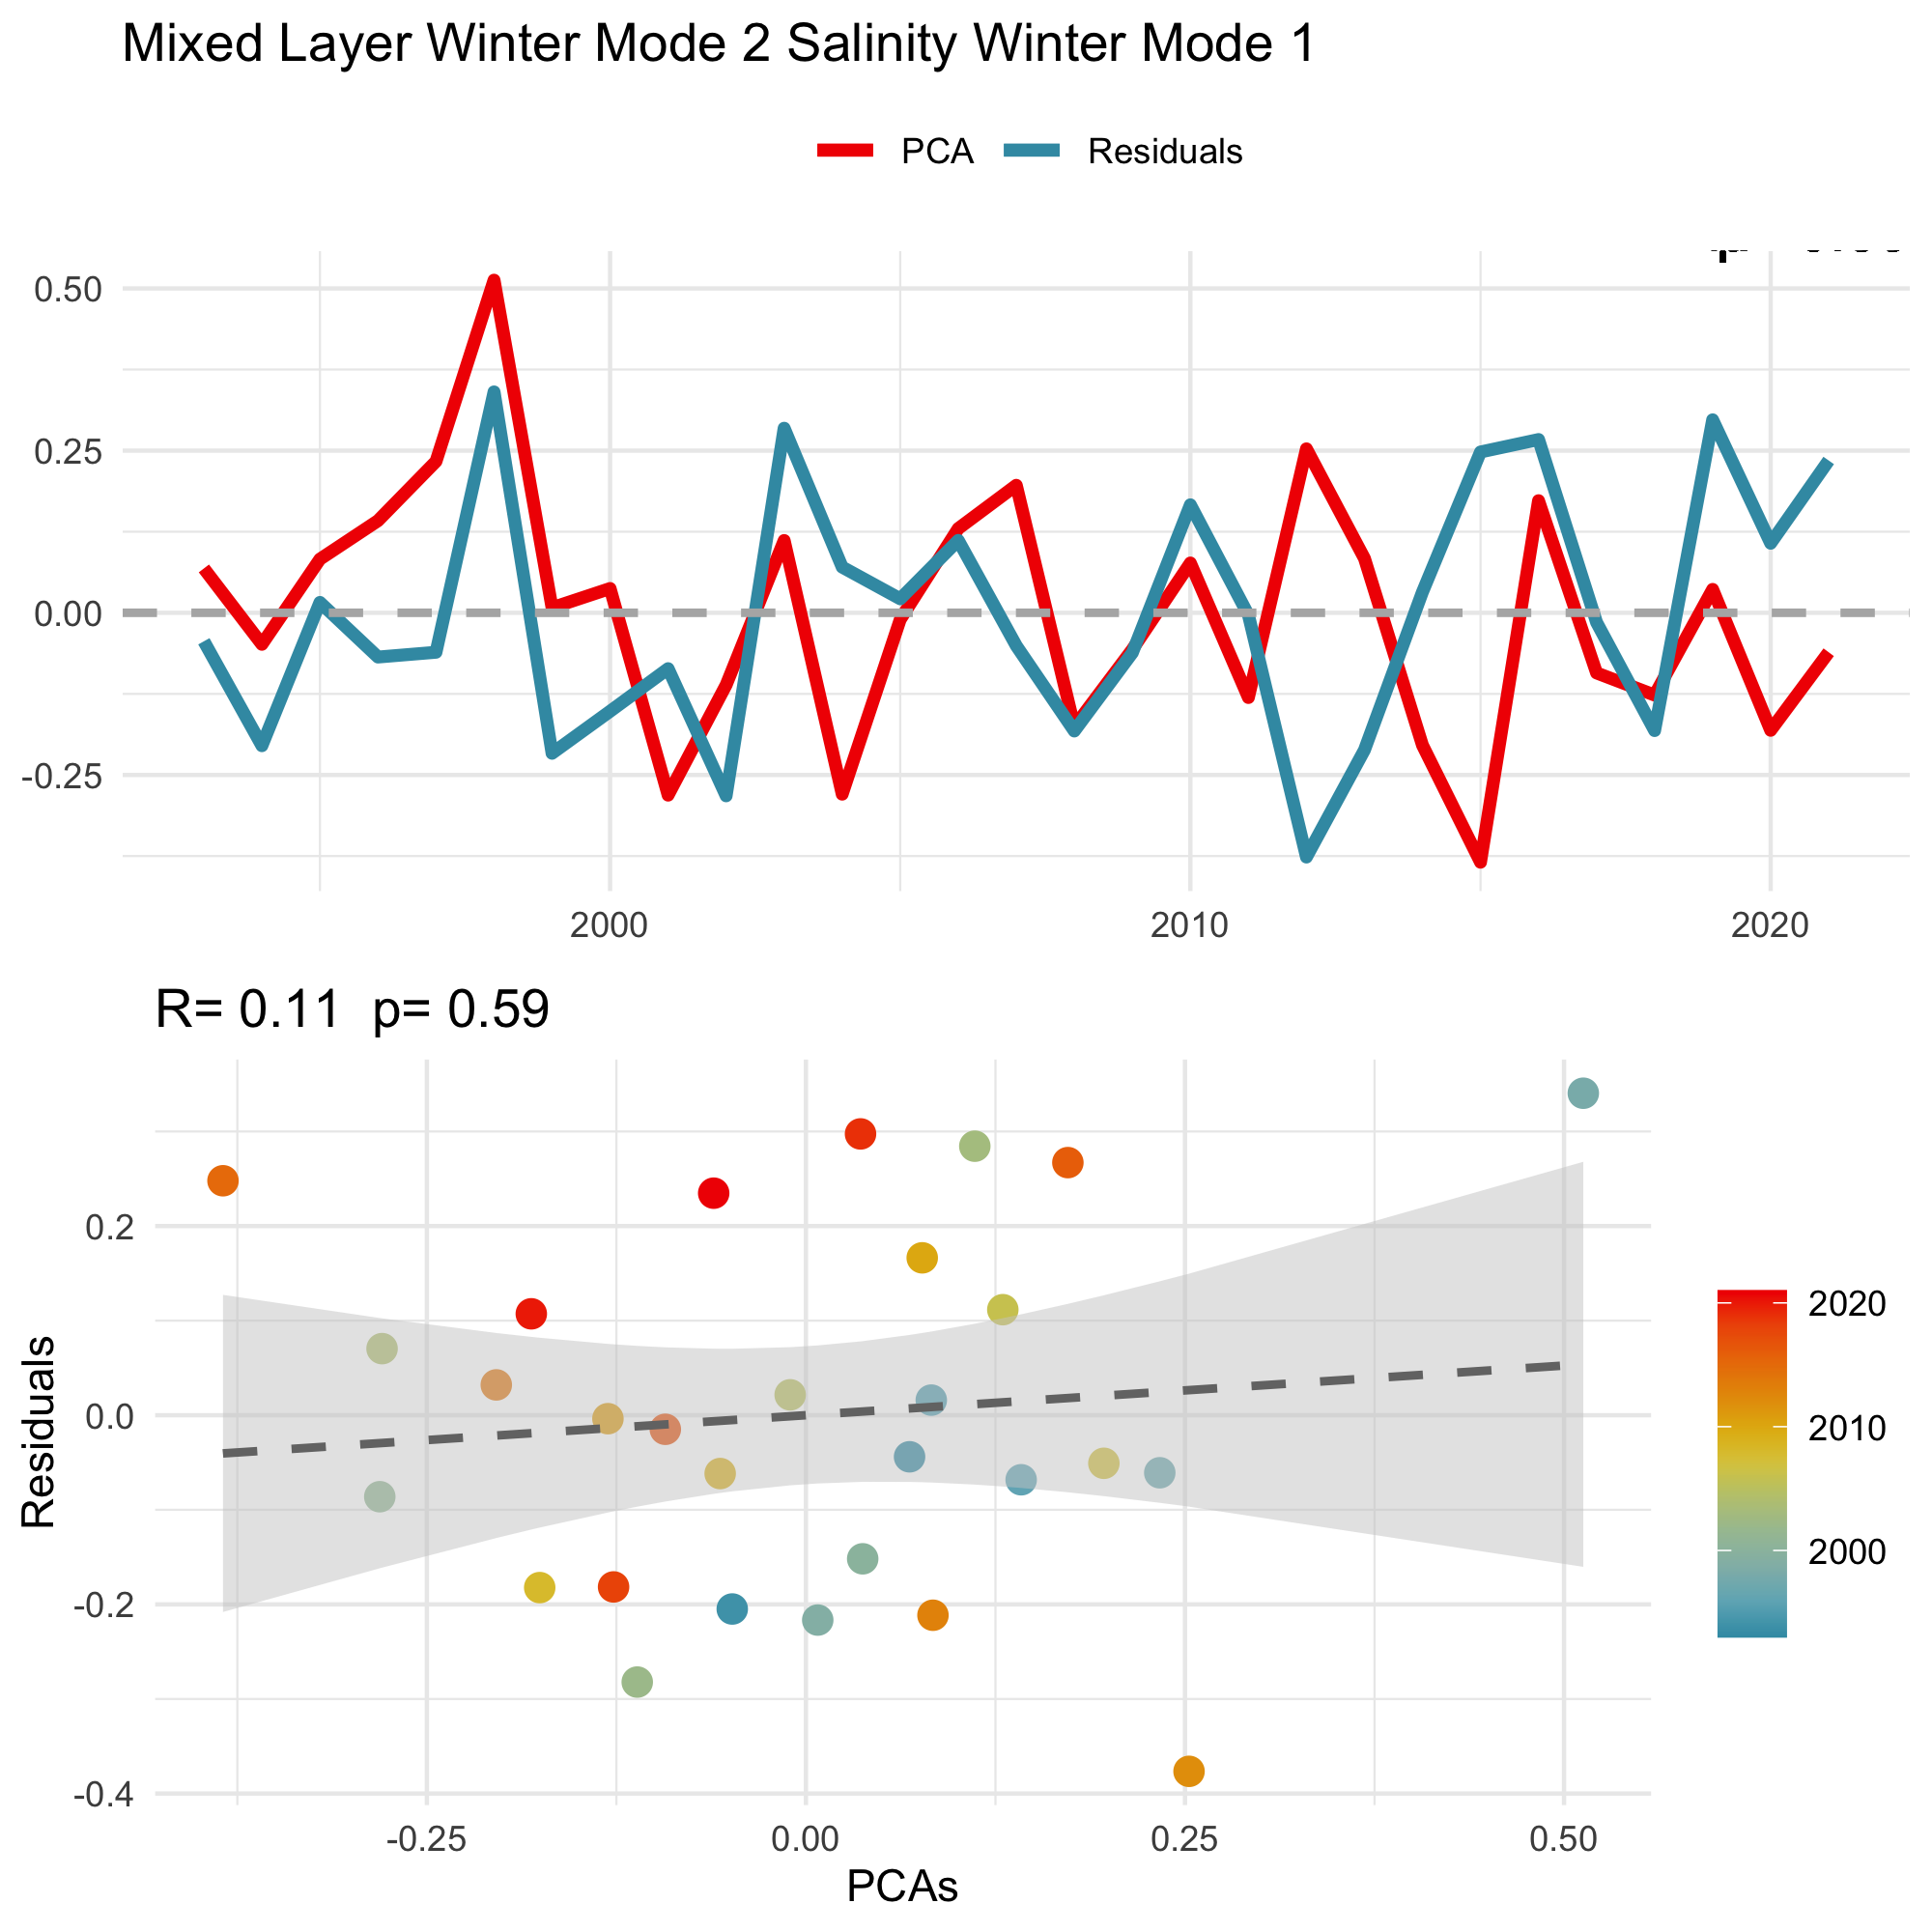 Mixed Layer Winter Mode 2 Salinity Winter Mode 1
PCA Residuals
0.50
0.25
0.00
-0.25
2000 2010 2020
R= 0.11 p= 0.59
Residuals
0.2
0.0
-0.2
-0.4
-0.25 0.00 0.25 0.50
PCAs
2020
2010
2000